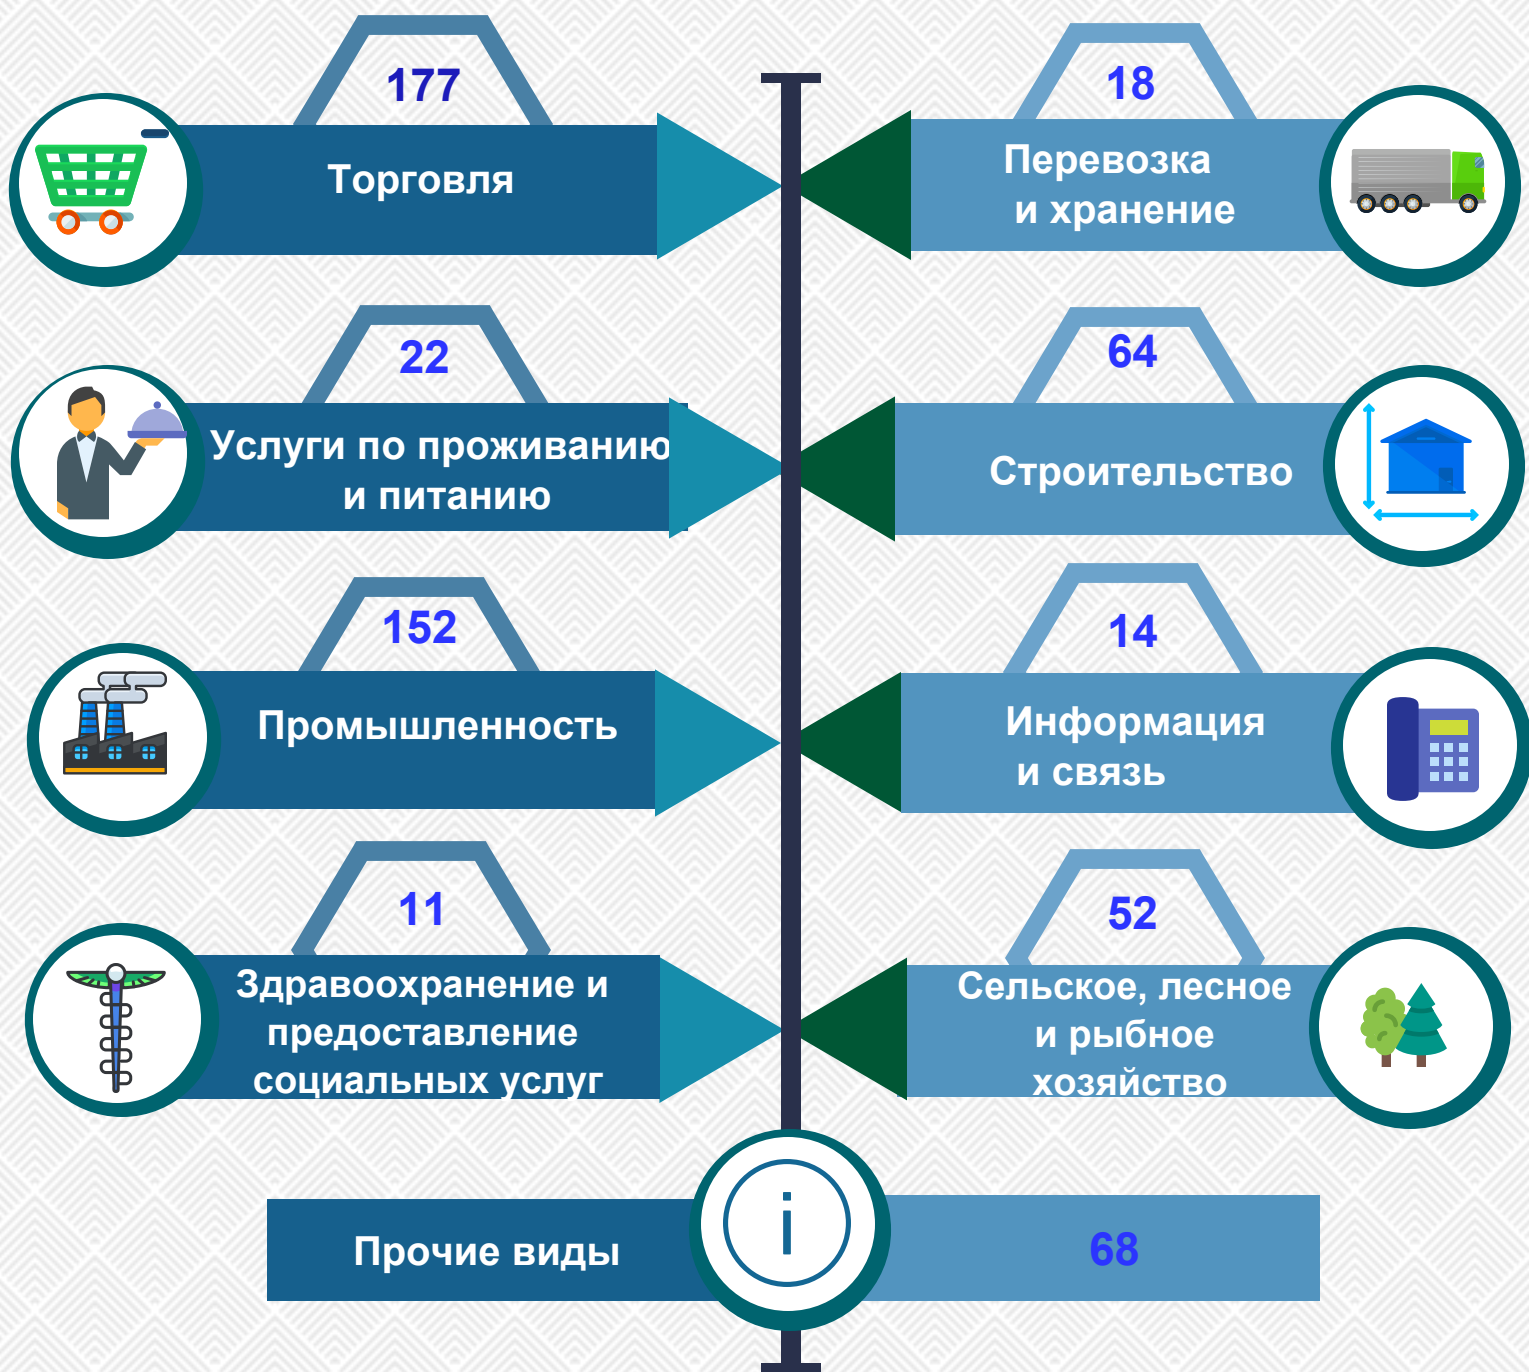 177
Торговля
18
Перевозка
и хранение
22
Услуги по проживанию
и питанию
64
Строительство
152
Промышленность
14
Информация
и связь
11
Здравоохранение и
предоставление
социальных услуг
52
Сельское, лесное
и рыбное
хозяйство
Прочие виды
i
68